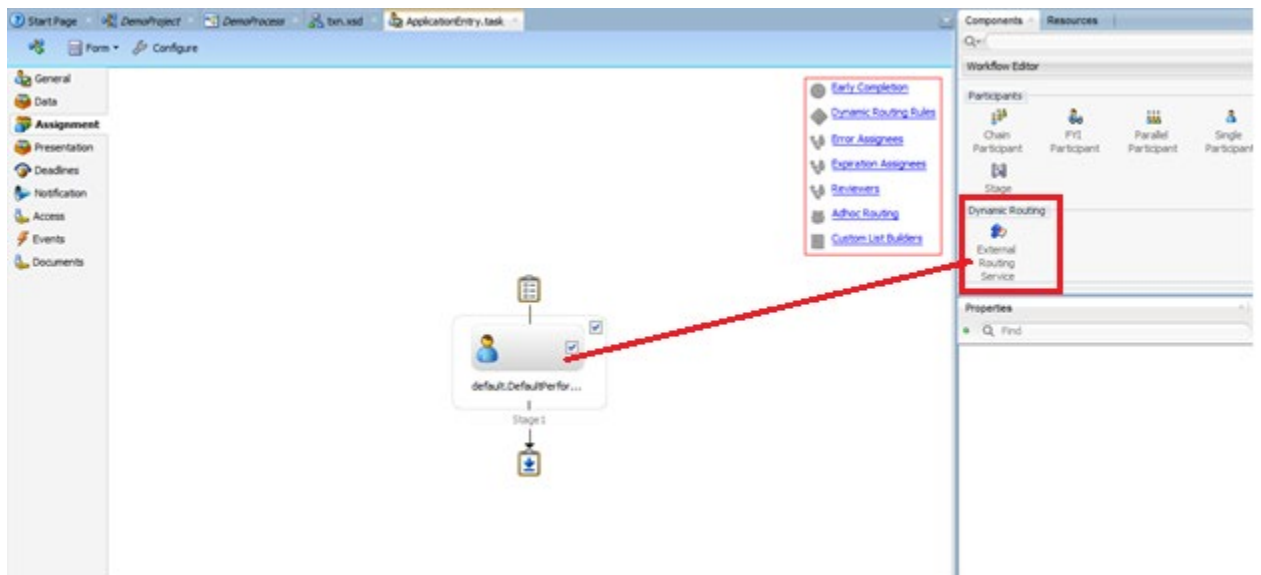 Start Page DemoProject DemoProcess txn.xsd ApplicationEntry.task
Form Configure
General
Data
Assignment
Presentation
Deadlines
Notification
Access
Events
Documents
Early Completion
Dynamic Routing Rules
Error Assignees
Expiration Assignees
Reviewers
Adhoc Routing
Custom List Builders
default.DefaultPerfor...
Stage1
Components Resources
Workflow Editor
Participants
Chain Participant
FYI Participant
Parallel Participant
Single Participant
Stage
Dynamic Routing
External
Routing
Service
Properties
Find